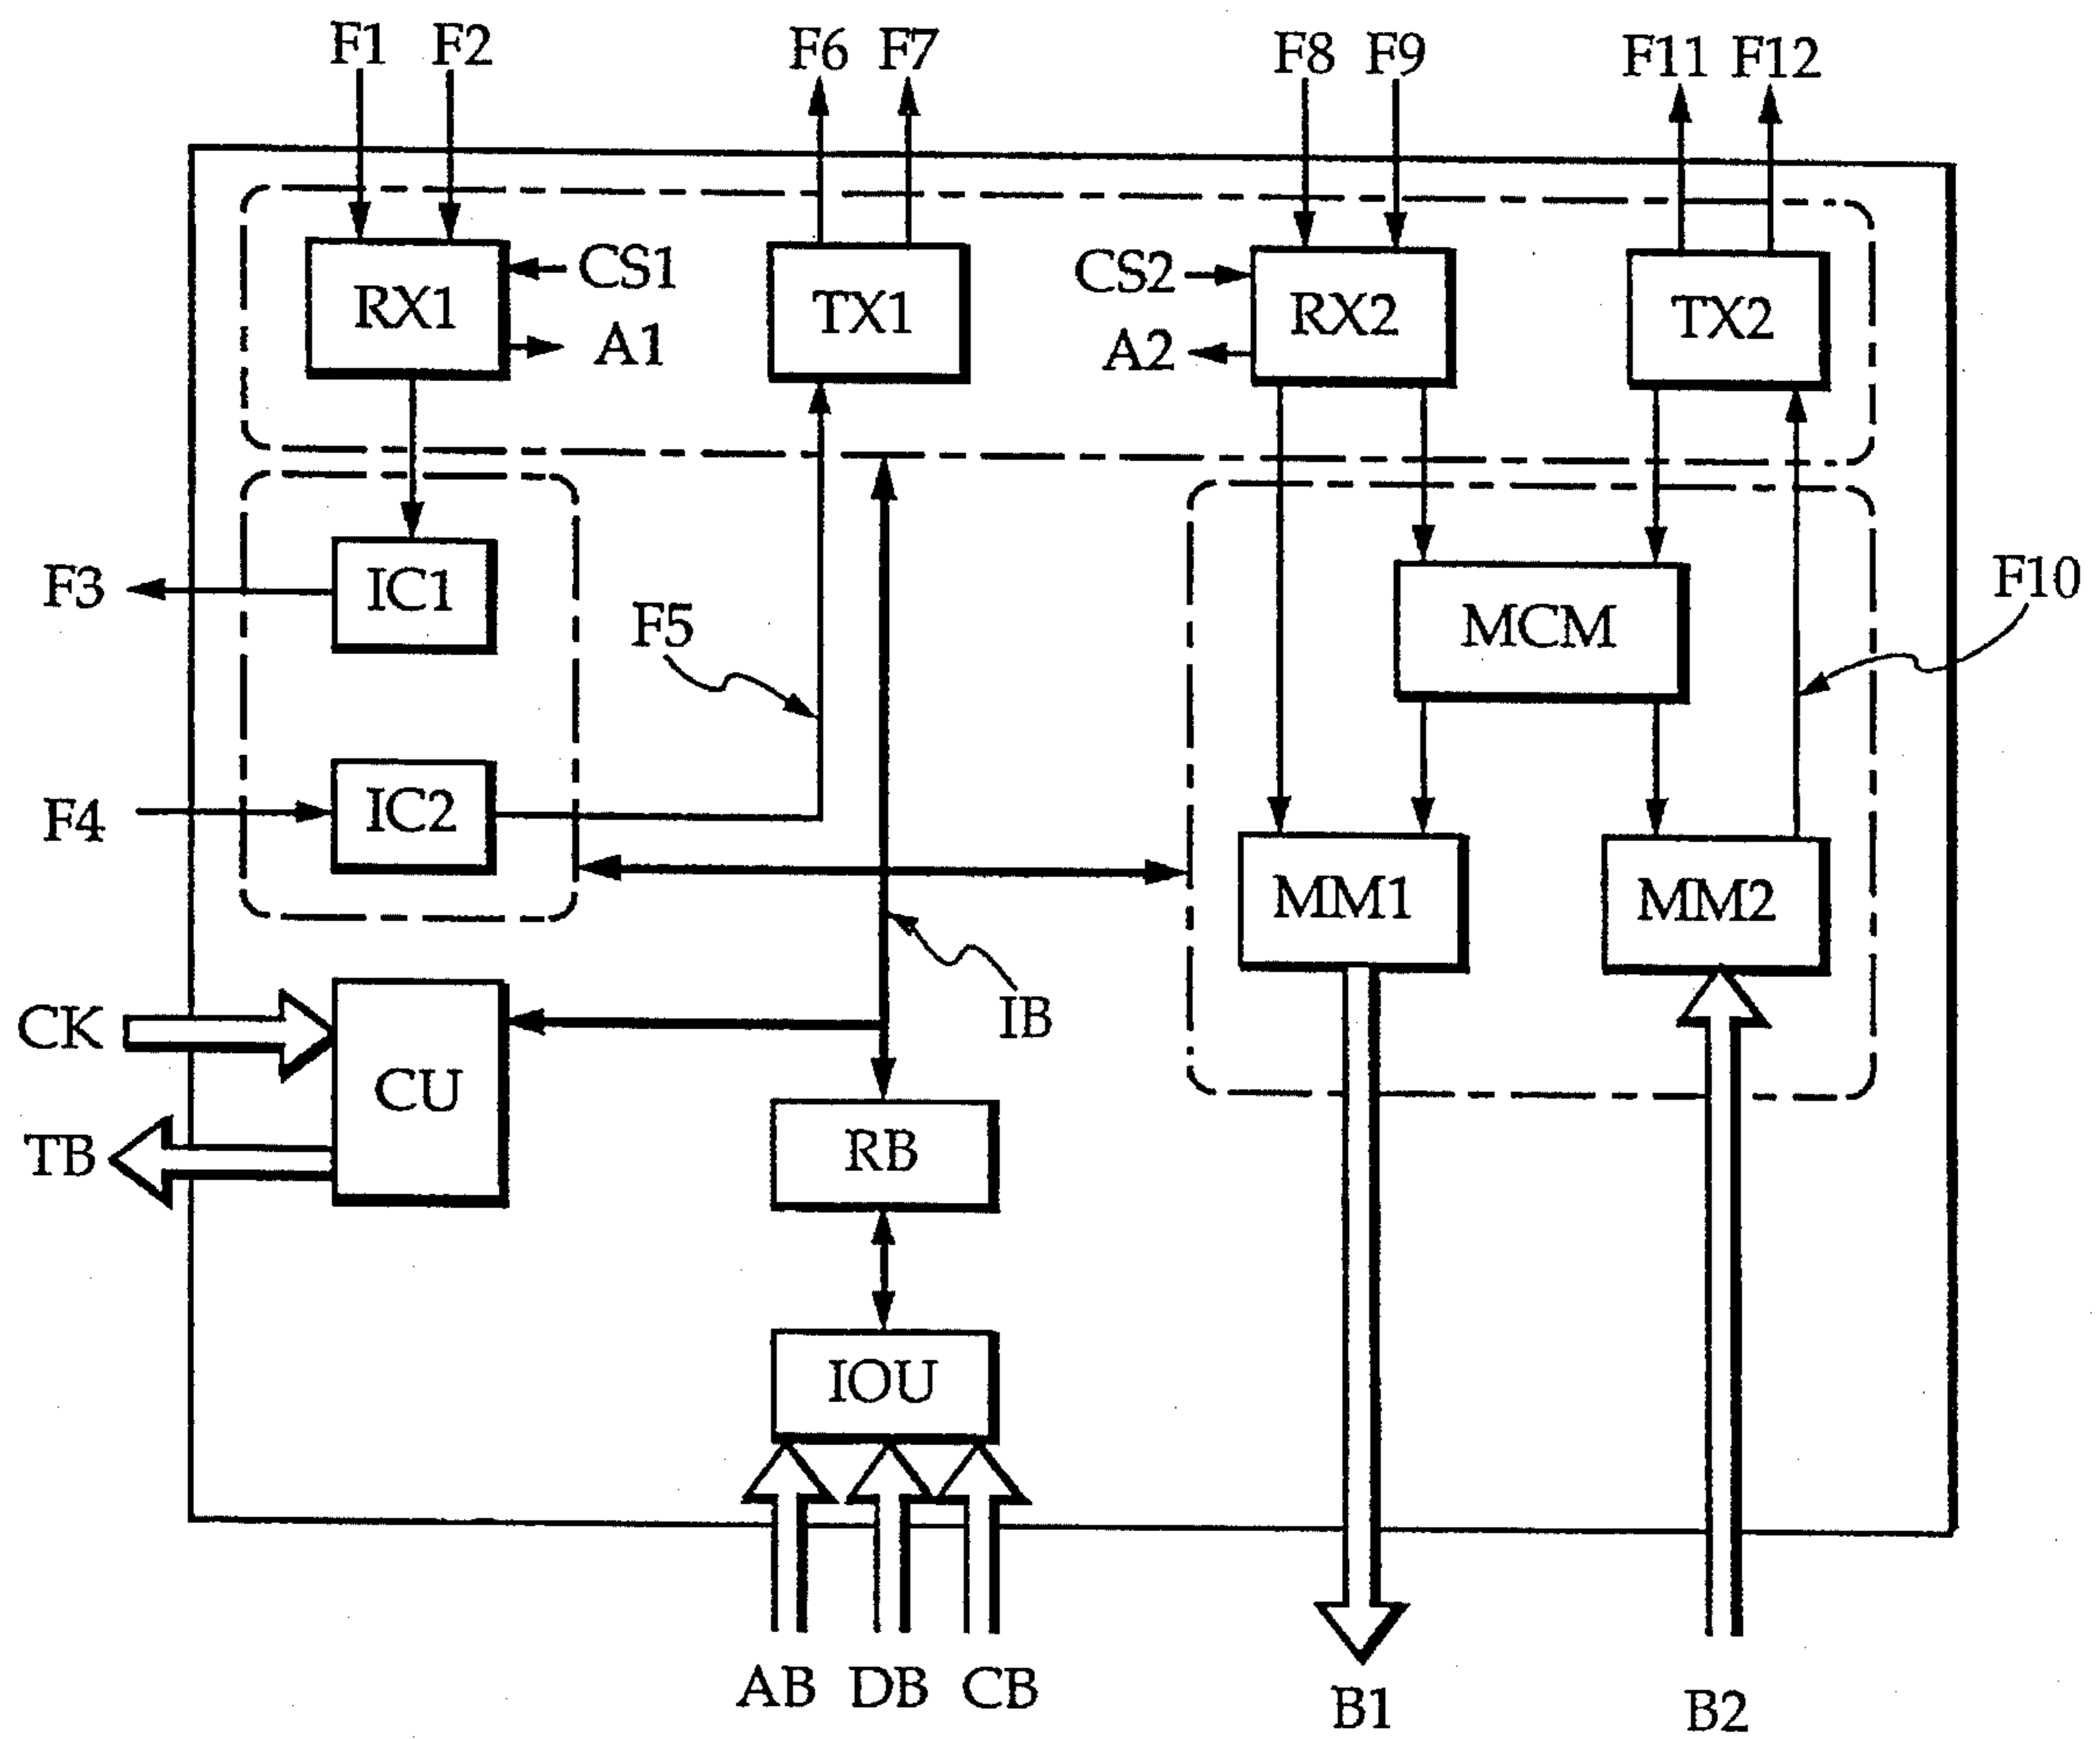 F1 F2 F6 F7 F8 F9 F11 F12
CS1 CS2
RX1 TX1 RX2 TX2
A1 A2
F3 IC1 F5 MCM F10
F4 IC2
MM1 MM2
CK IB
CU
TB RB
IOU
AB DB CB B1 B2